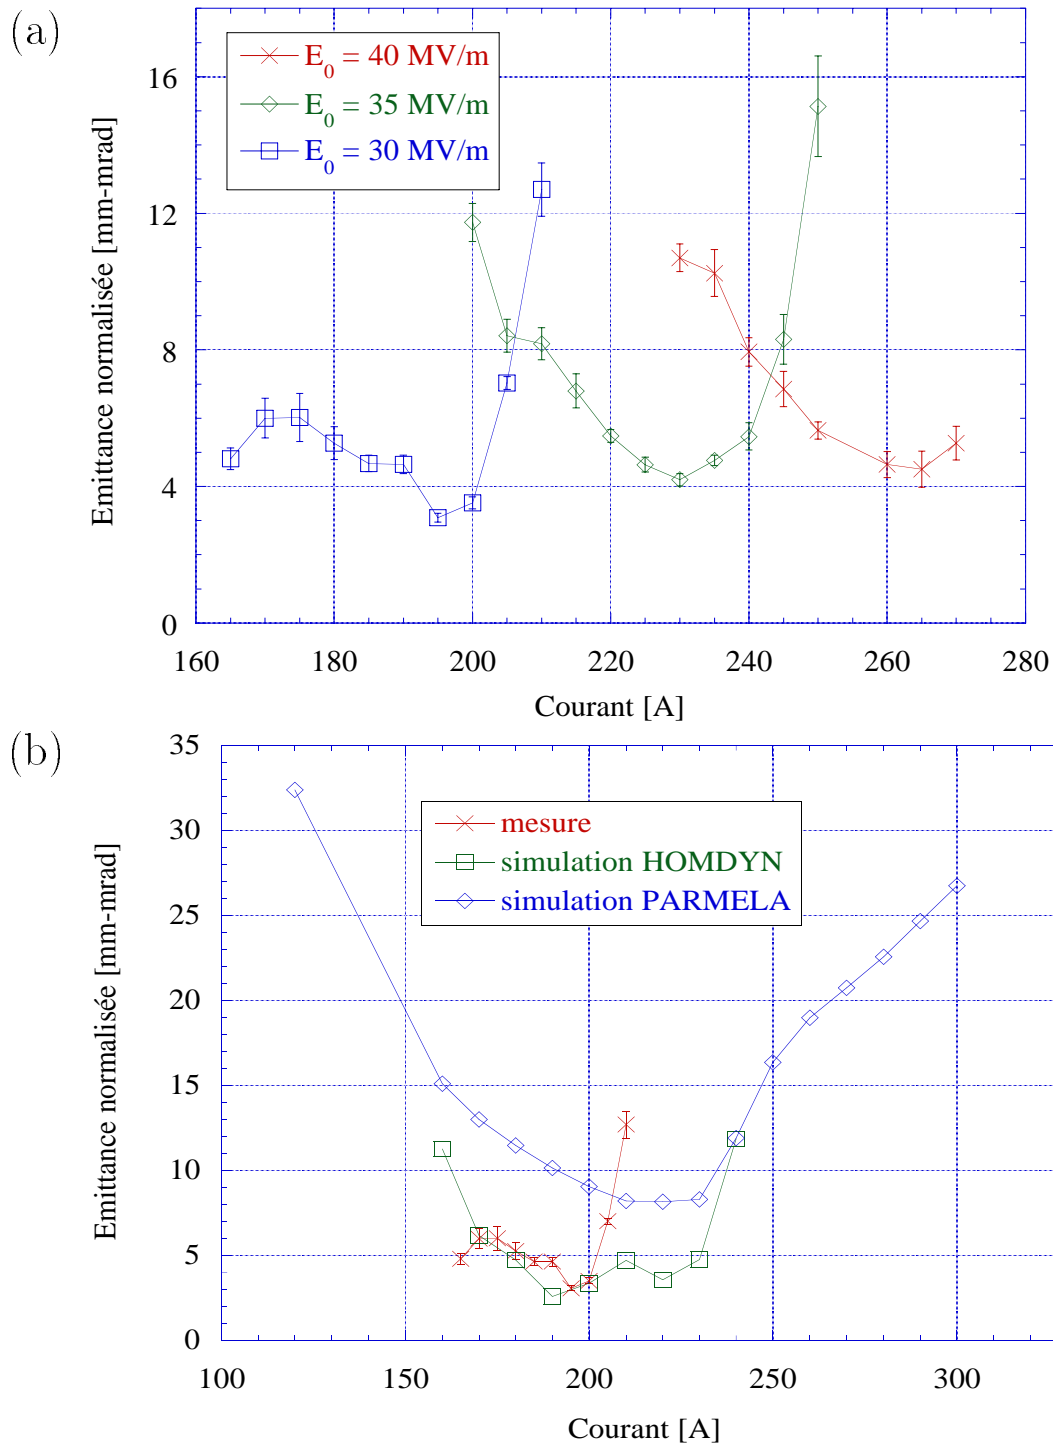 (a)
Emittance normalisée [mm-mrad]
16
12
8
4
0
E0 = 40 MV/m
E0 = 35 MV/m
E0 = 30 MV/m
160 180 200 220 240 260 280
Courant [A]
(b)
Emittance normalisée [mm-mrad]
35
30
25
20
15
10
5
0
mesure
simulation HOMDYN
simulation PARMELA
100 150 200 250 300
Courant [A]